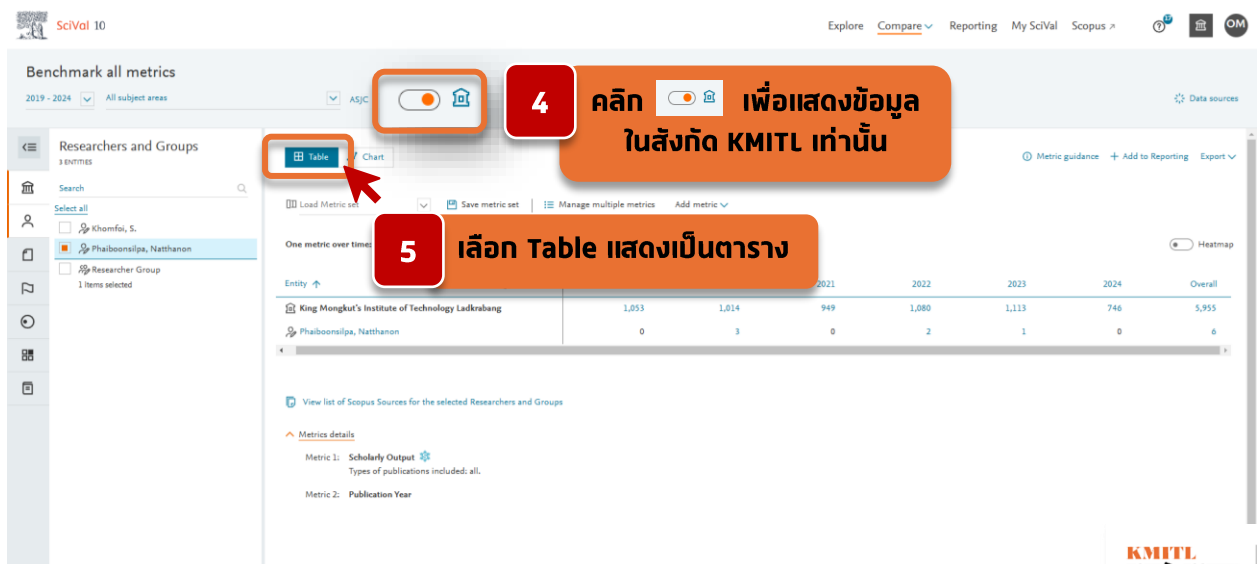 SciVal 10
Explore Compare Reporting My SciVal Scopus
OM
Benchmark all metrics
2019 - 2024 All subject areas ASJC
Data sources
4
คลิก เพื่อแสดงข้อมูล
ในสังกัด KMITL เท่านั้น
Researchers and Groups
3 ENTITIES
Search
Select all
Khomfoi, S.
Phaiboonsilpa, Natthanon
Researcher Group
1 Items selected
Table Chart
Metric guidance + Add to Reporting Export
Load Metric set Save metric set Manage multiple metrics Add metric
One metric over time:
Heatmap
5
เลือก Table แสดงเป็นตาราง
Entity 2021 2022 2023 2024 Overall
King Mongkut's Institute of Technology Ladkrabang 1,053 1,014 949 1,080 1,113 746 5,955
Phaiboonsilpa, Natthanon 0 3 0 2 1 0 6
View list of Scopus Sources for the selected Researchers and Groups
Metrics details
Metric 1: Scholarly Output
Types of publications included: all.
Metric 2: Publication Year
KMITL